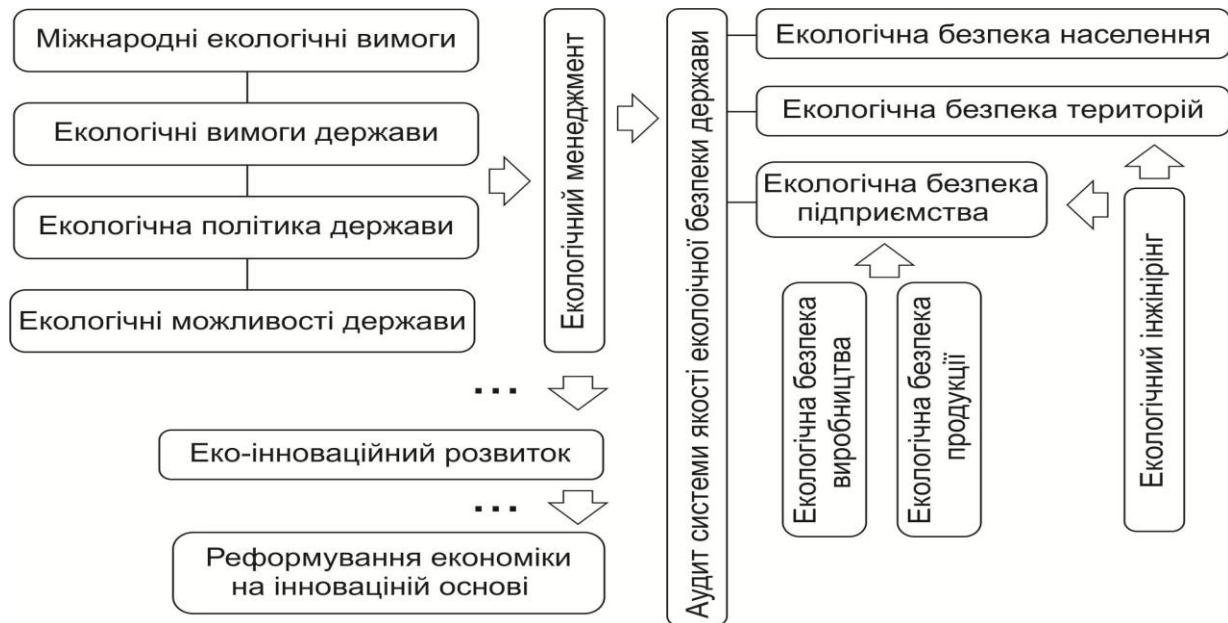 Міжнародні екологічні вимоги
Екологічні вимоги держави
Екологічна політика держави
Екологічні можливості держави
Екологічний менеджмент
...
Еко-інноваційний розвиток
...
Реформування економіки
на інноваціній основі
Аудит системи якості еколоічної безпеки держави
Екологічна безпека населення
Екологічна безпека територій
Екологічна безпека
підприємства
Екологічна безпека
виробництва
Екологічна безпека
продукції
Екологічний інжінірінг